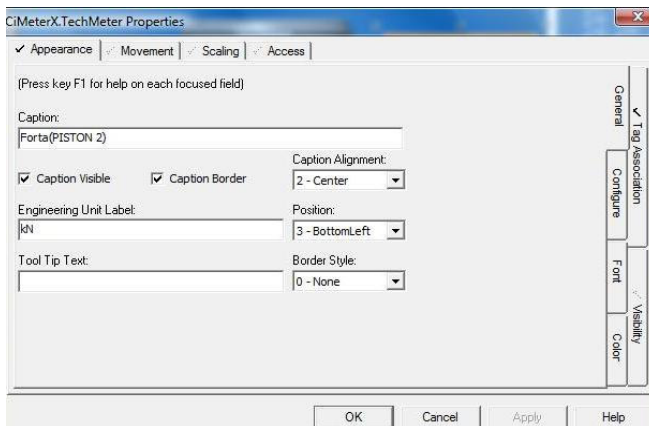 CiMeterX.TechMeter Properties
Appearance Movement Scaling Access
(Press key F1 for help on each focused field)
Caption:
Forta(PISTON 2)
Caption Visible Caption Border
Caption Alignment:
2 - Center
Engineering Unit Label: Position:
kN 3 - BottomLeft
Tool Tip Text: Border Style:
0 - None
General
Configure
Font
Color
Tag Association
Visibility
OK Cancel Apply Help